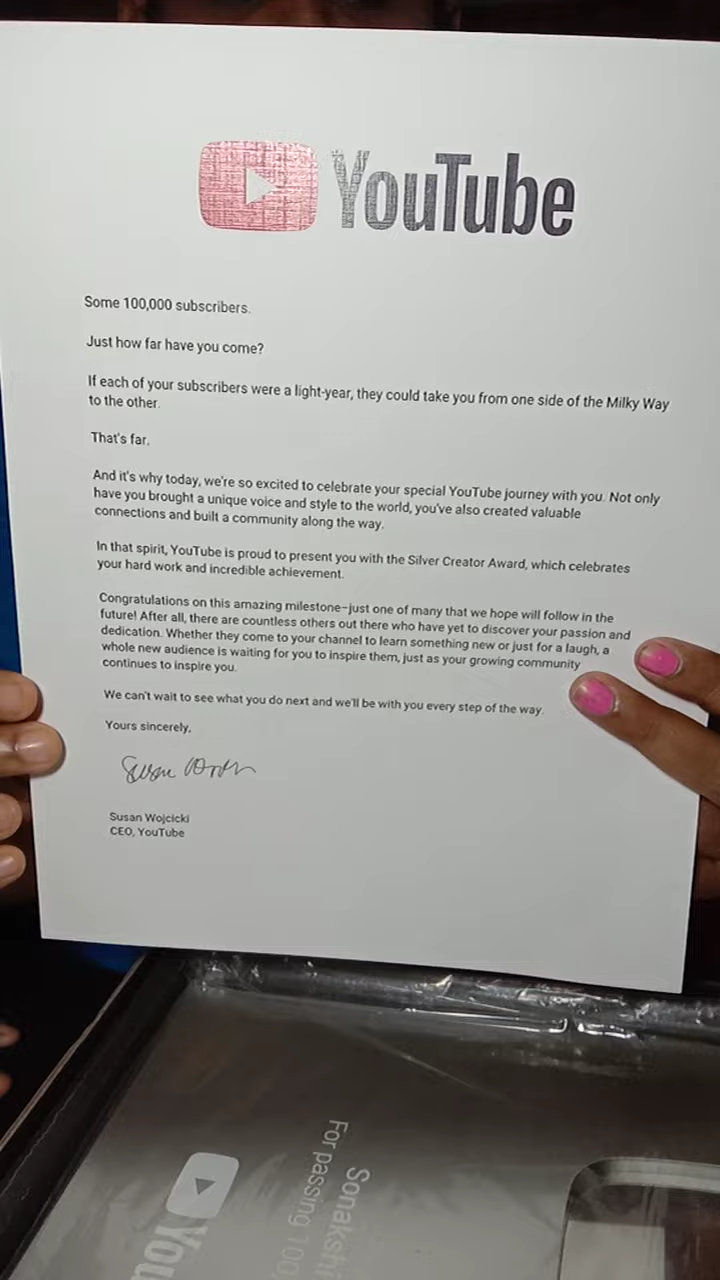 YouTube
Some 100,000 subscribers.
Just how far have you come?
If each of your subscribers were a light-year, they could take you from one side of the Milky Way
to the other.
That's far.
And it's why today, we're so excited to celebrate your special YouTube journey with you. Not only
have you brought a unique voice and style to the world, you've also created valuable
connections and built a community along the way.
In that spirit, YouTube is proud to present you with the Silver Creator Award, which celebrates
your hard work and incredible achievement.
Congratulations on this amazing milestone–just one of many that we hope will follow in the
future! After all, there are countless others out there who have yet to discover your passion and
dedication. Whether they come to your channel to learn something new or just for a laugh, a
whole new audience is waiting for you to inspire them, just as your growing community
continues to inspire you.
We can't wait to see what you do next and we'll be with you every step of the way.
Yours sincerely,
Susan Wojcicki
CEO, YouTube
Sonakshi
For passing 100,
You